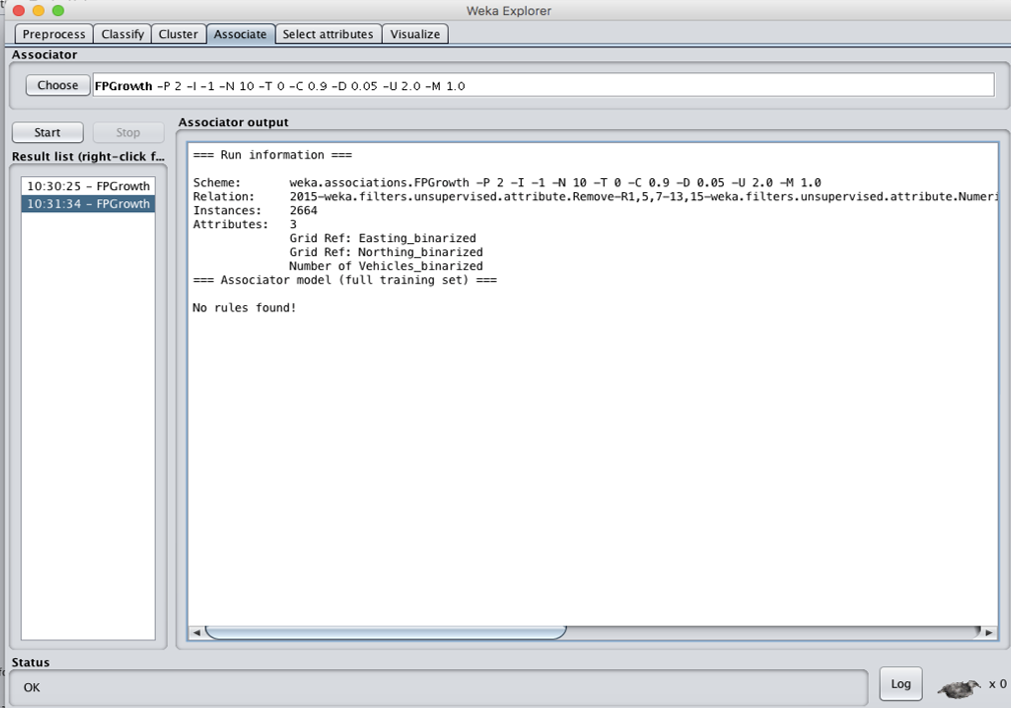 Weka Explorer
Preprocess Classify Cluster Associate Select attributes Visualize
Associator
Choose FPGrowth -P 2 -I -1 -N 10 -T 0 -C 0.9 -D 0.05 -U 2.0 -M 1.0
Start Stop
Result list (right-click f...
10:30:25 - FPGrowth
10:31:34 - FPGrowth
Associator output
=== Run information ===
Scheme: weka.associations.FPGrowth -P 2 -I -1 -N 10 -T 0 -C 0.9 -D 0.05 -U 2.0 -M 1.0
Relation: 2015-weka.filters.unsupervised.attribute.Remove-R1,5,7-13,15-weka.filters.unsupervised.attribute.Numeri
Instances: 2664
Attributes: 3
Grid Ref: Easting_binarized
Grid Ref: Northing_binarized
Number of Vehicles_binarized
=== Associator model (full training set) ===
No rules found!
Status
OK
Log
x 0